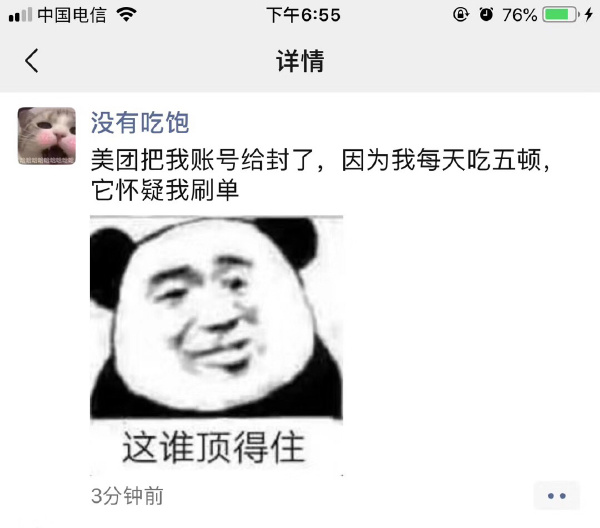 中国电信 下午6:55 76%
详情
没有吃饱
美团把我账号给封了，因为我每天吃五顿，
它怀疑我刷单
这谁顶得住
3分钟前